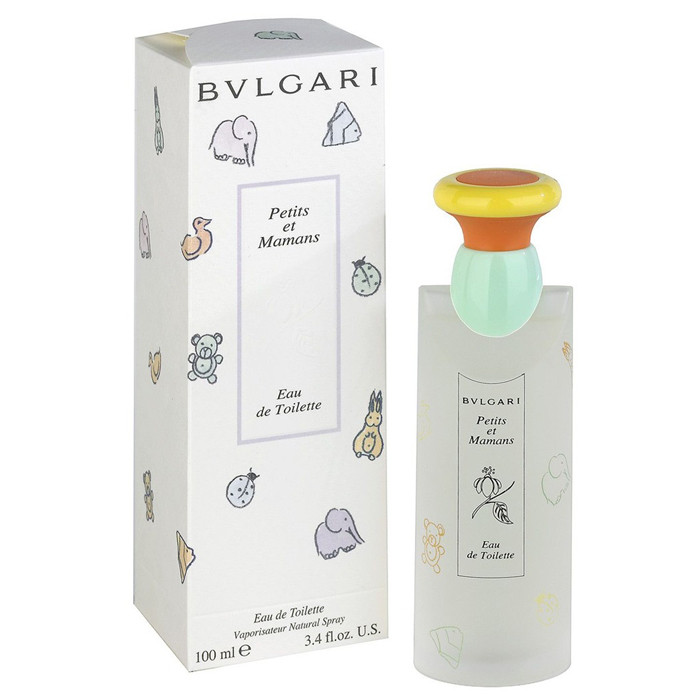 BVLGARI
Petits
et
Mamans
Eau
de Toilette
Eau de Toilette
Vaporisateur Natural Spray
100 ml e 3.4 fl.oz. U.S.
BVLGARI
Petits
et
Mamans
Eau
de Toilette